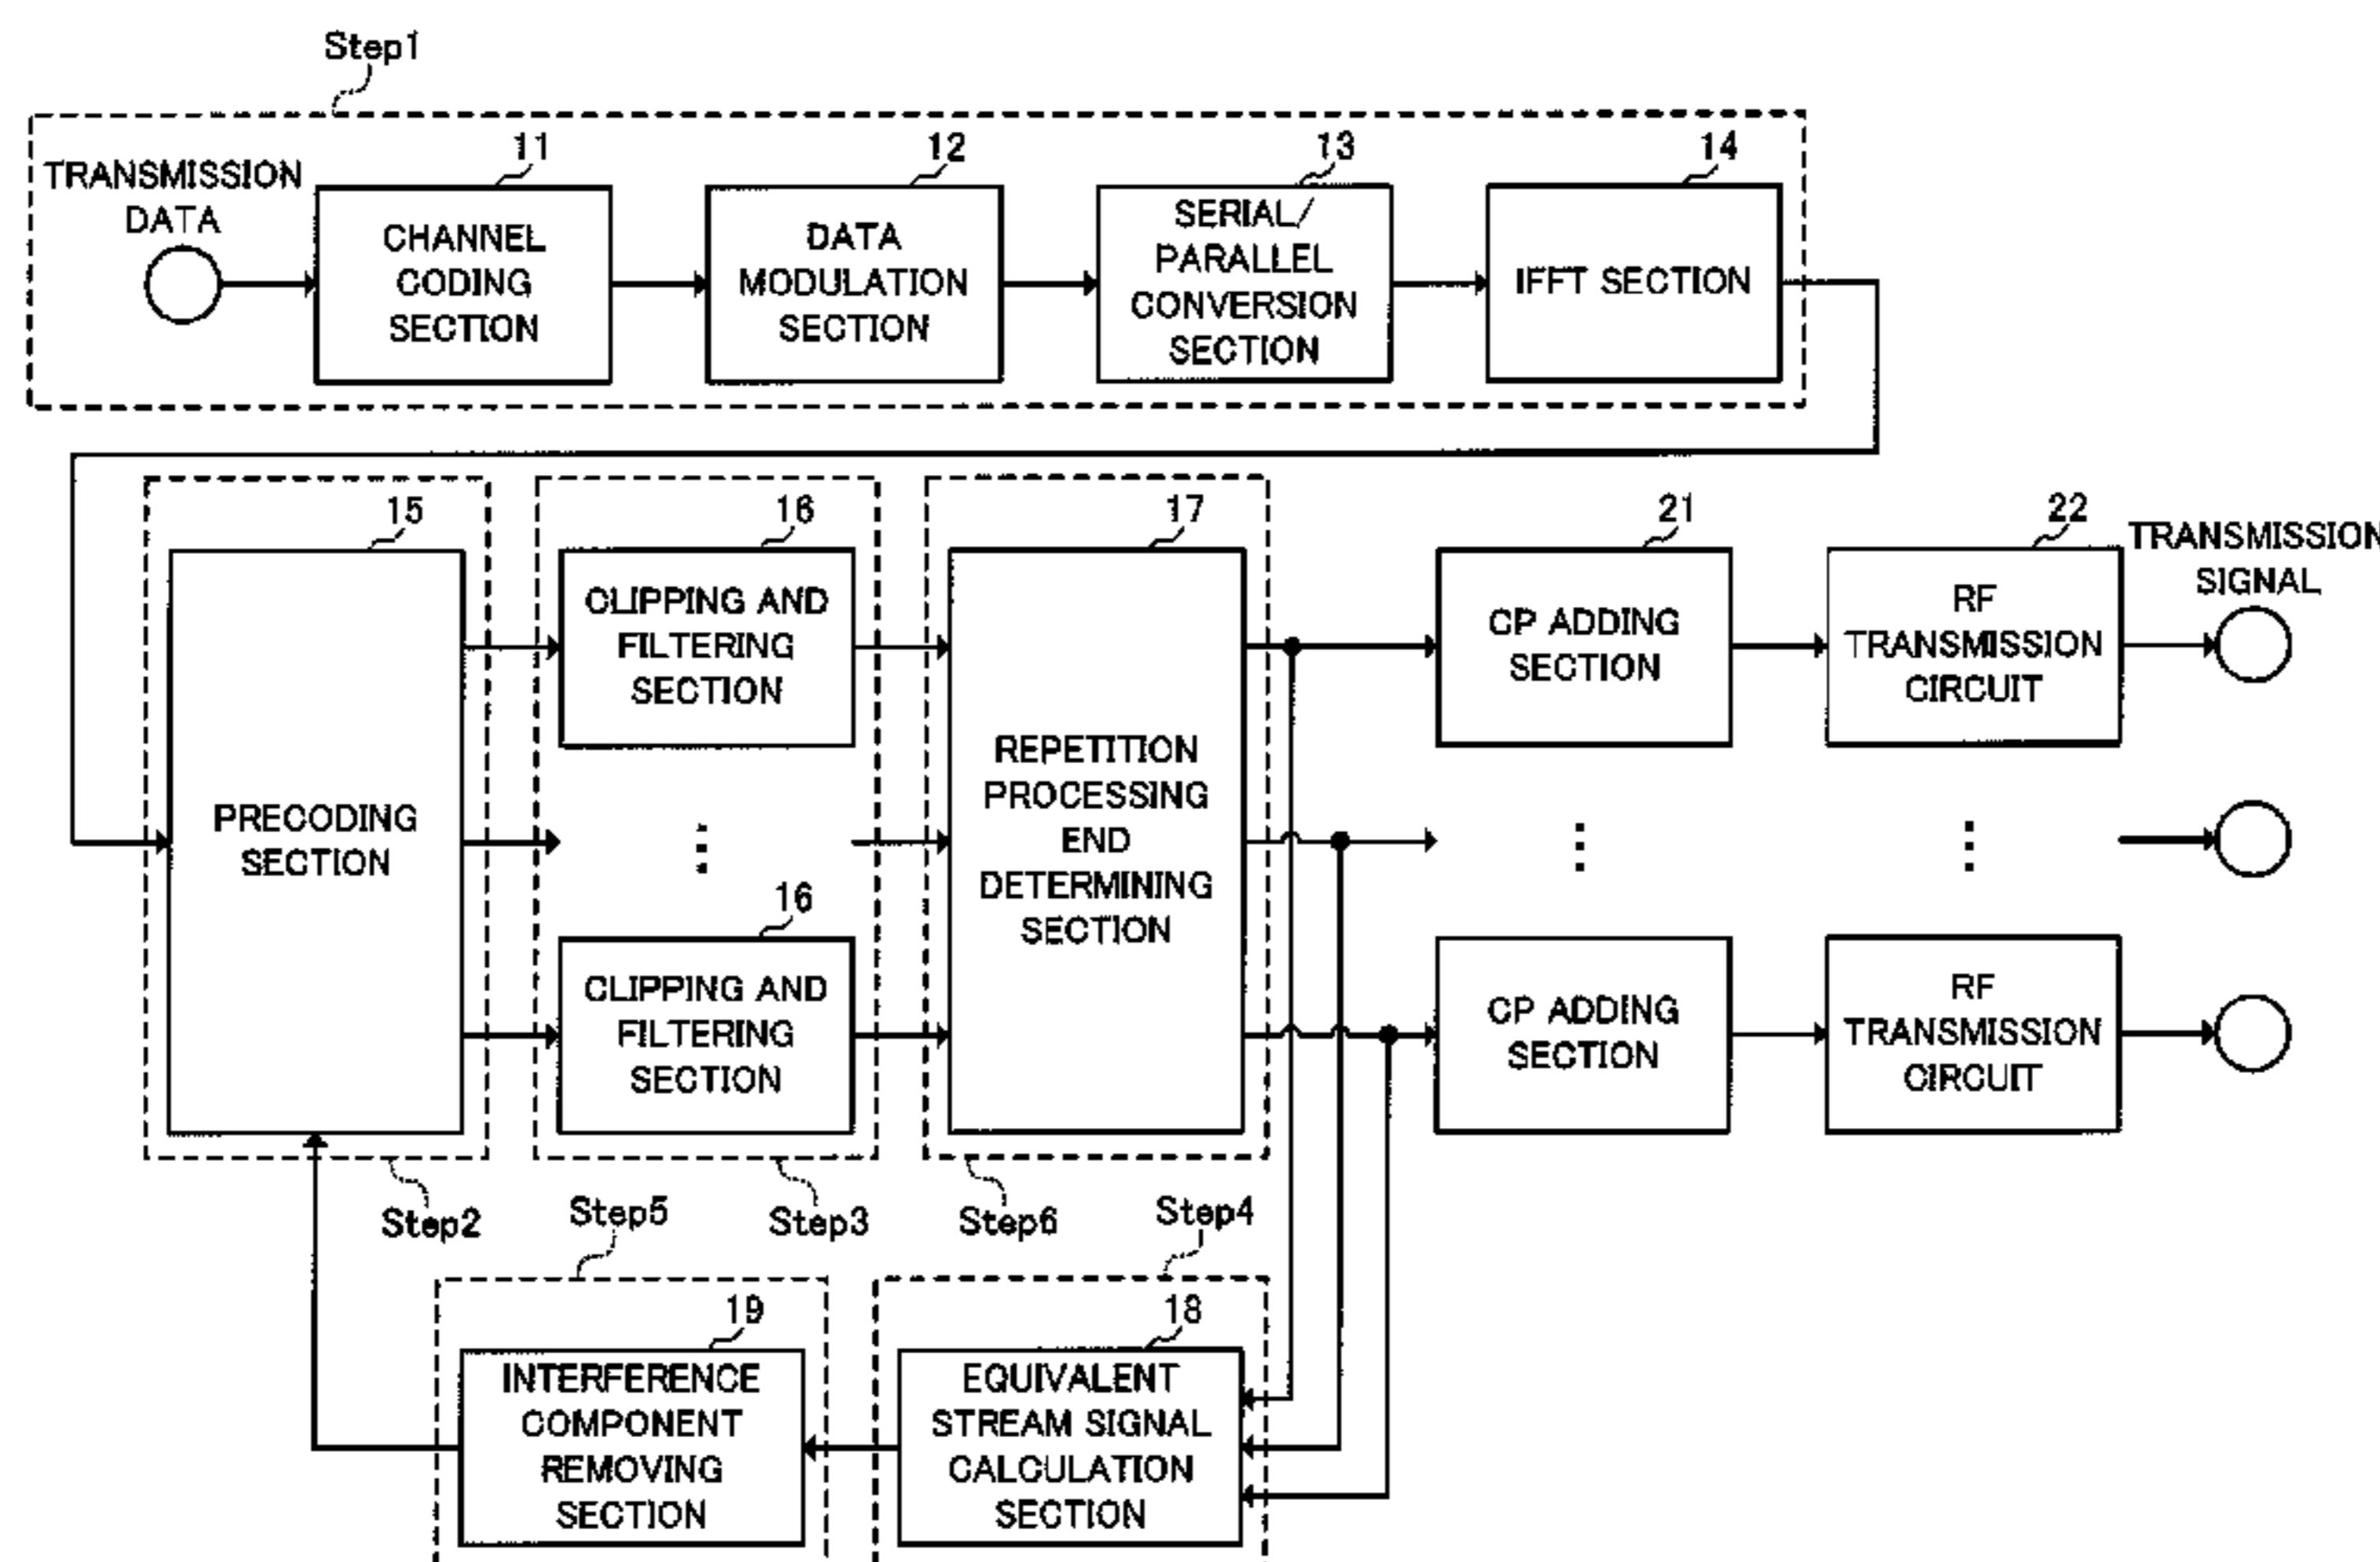 Step1
11
12
13
14
TRANSMISSION
DATA
CHANNEL
CODING
SECTION
DATA
MODULATION
SECTION
SERIAL/
PARALLEL
CONVERSION
SECTION
IFFT SECTION
15
16
17
21
22
TRANSMISSION
SIGNAL
PRECODING
SECTION
CLIPPING AND
FILTERING
SECTION
16
CLIPPING AND
FILTERING
SECTION
REPETITION
PROCESSING
END
DETERMINING
SECTION
CP ADDING
SECTION
RF
TRANSMISSION
CIRCUIT
CP ADDING
SECTION
RF
TRANSMISSION
CIRCUIT
Step2
Step5
Step3
Step6
Step4
19
INTERFERENCE
COMPONENT
REMOVING
SECTION
18
EQUIVALENT
STREAM SIGNAL
CALCULATION
SECTION